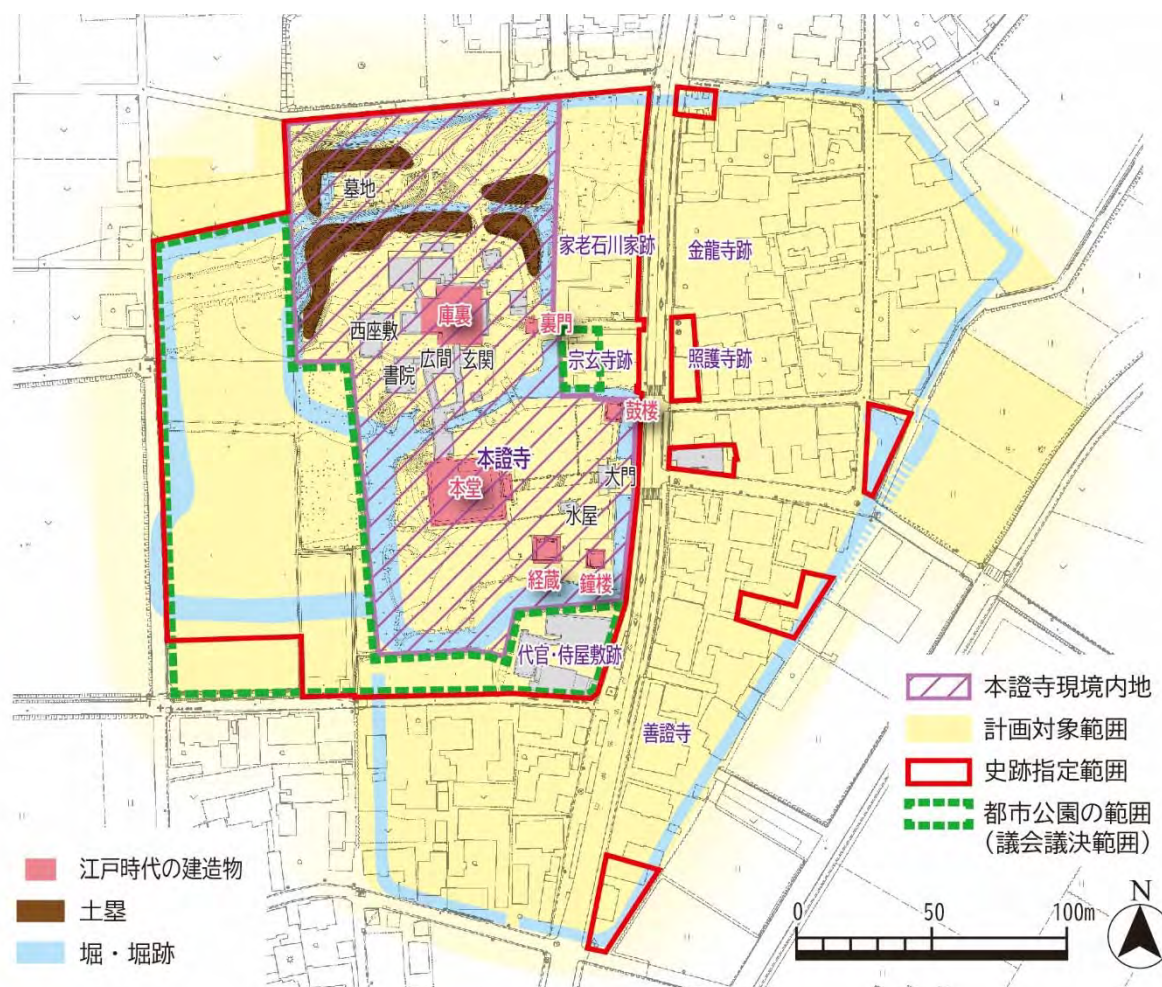 墓地
家老石川家跡
金龍寺跡
庫裏
裏門
西座敷
広間
玄関
宗玄寺跡
照護寺跡
書院
鼓楼
本證寺
本堂
大門
水屋
経蔵
鐘楼
代官・侍屋敷跡
善證寺
本證寺現境内地
計画対象範囲
史跡指定範囲
都市公園の範囲
(議会議決範囲)
江戸時代の建造物
土塁
堀・堀跡
0 50 100m
N